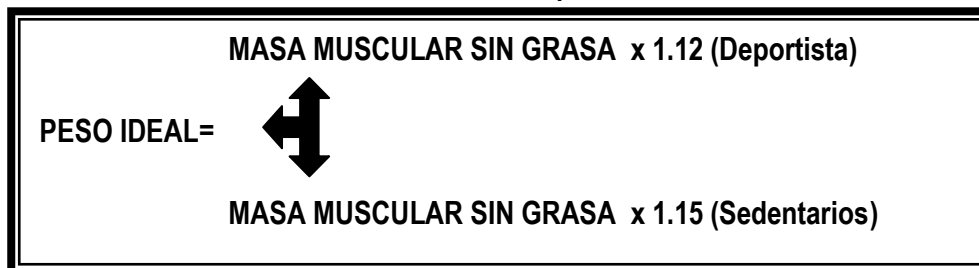 MASA MUSCULAR SIN GRASA x 1.12 (Deportista)
PESO IDEAL=
MASA MUSCULAR SIN GRASA x 1.15 (Sedentarios)